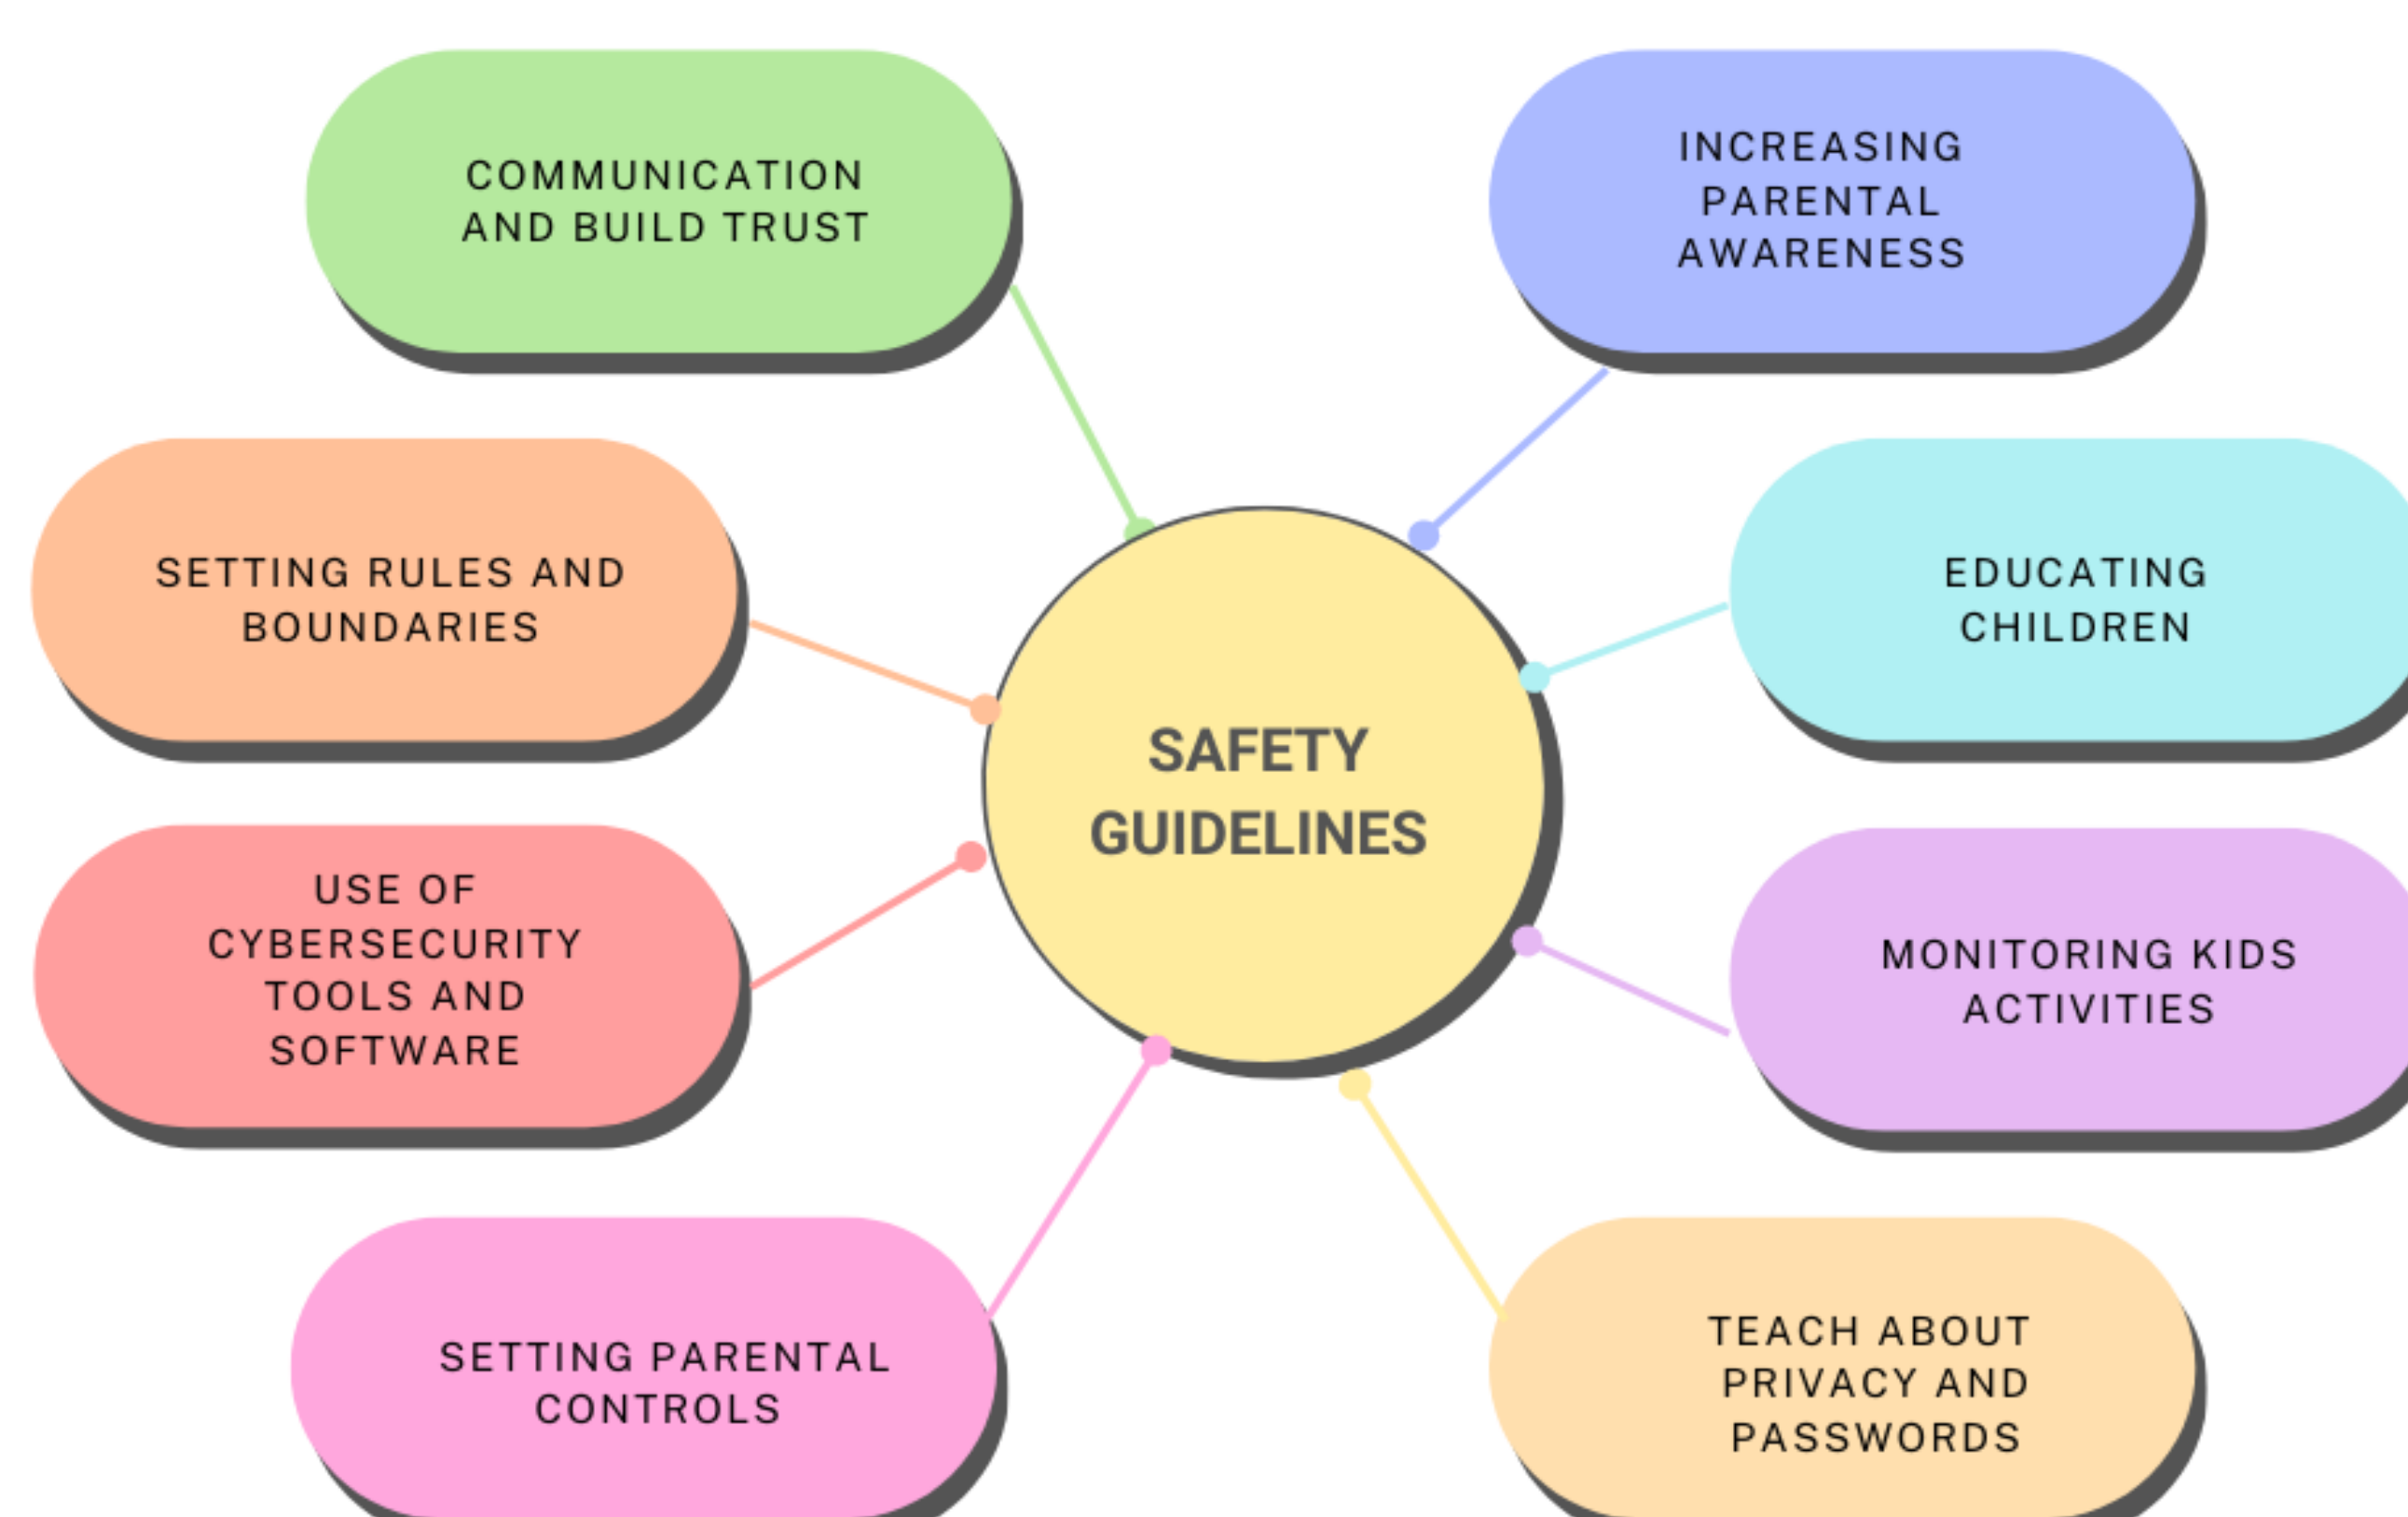 COMMUNICATION
AND BUILD TRUST
INCREASING
PARENTAL
AWARENESS
SETTING RULES AND
BOUNDARIES
EDUCATING
CHILDREN
SAFETY
GUIDELINES
USE OF
CYBERSECURITY
TOOLS AND
SOFTWARE
MONITORING KIDS
ACTIVITIES
SETTING PARENTAL
CONTROLS
TEACH ABOUT
PRIVACY AND
PASSWORDS